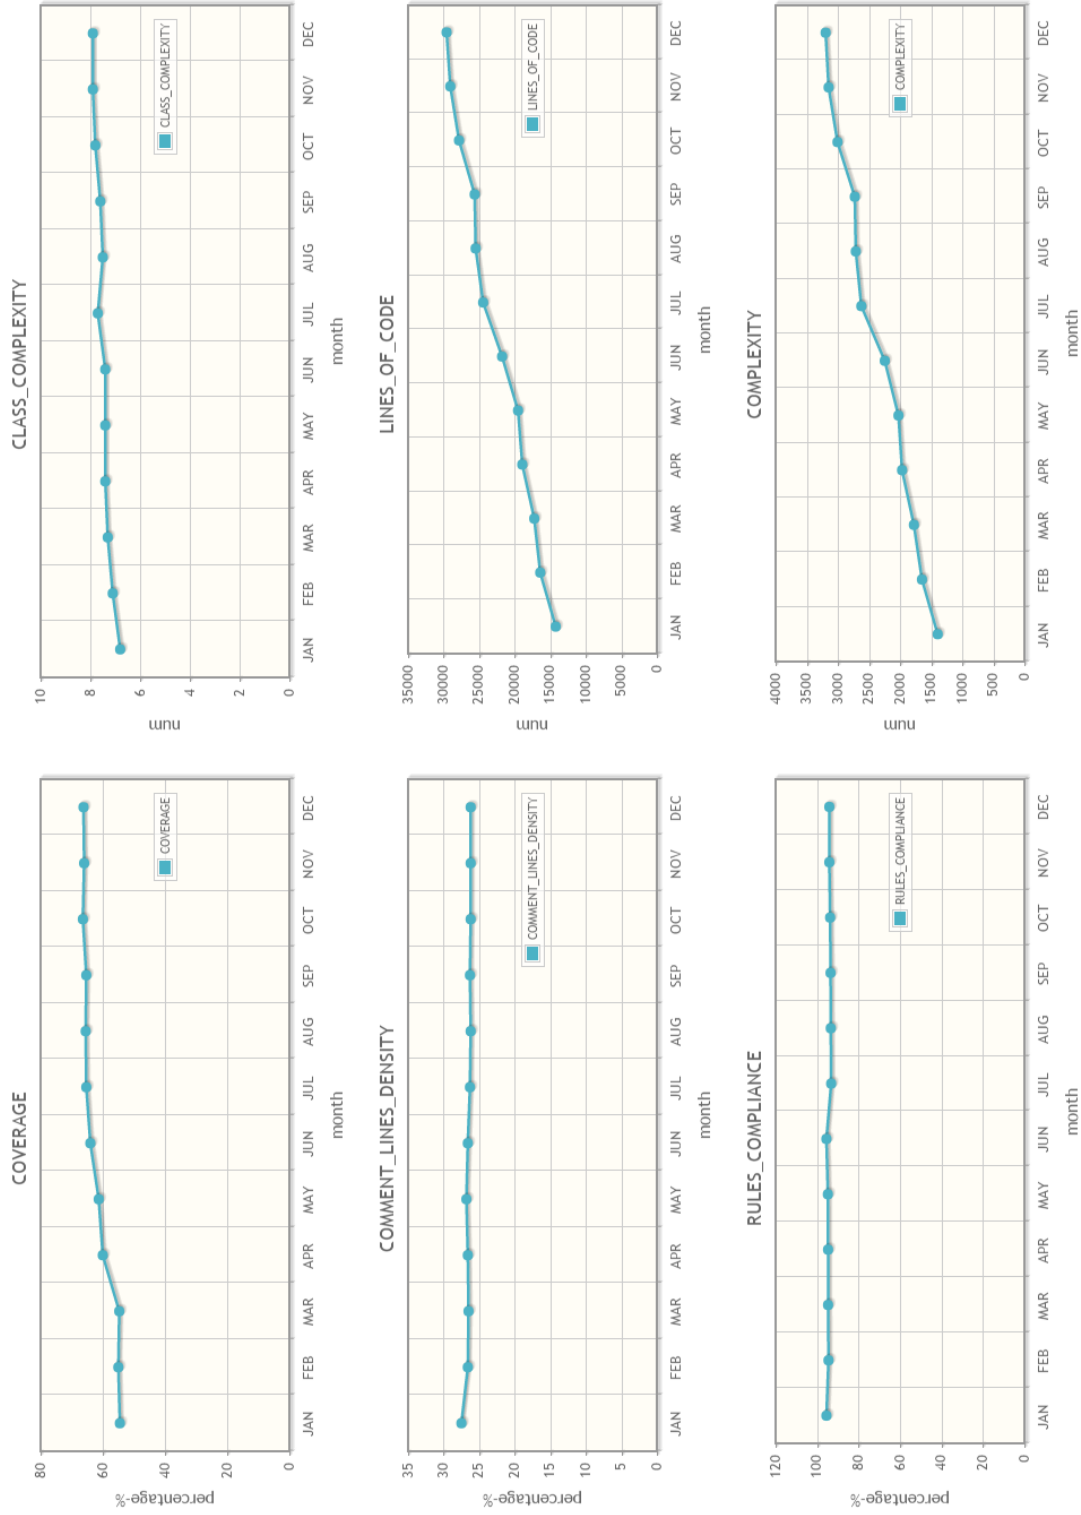 COVERAGE
percentage-%
80
60
40
20
0
JAN FEB MAR APR MAY JUN JUL AUG SEP OCT NOV DEC
month
COVERAGE
CLASS_COMPLEXITY
num
10
8
6
4
2
0
JAN FEB MAR APR MAY JUN JUL AUG SEP OCT NOV DEC
month
CLASS_COMPLEXITY
COMMENT_LINES_DENSITY
percentage-%
35
30
25
20
15
10
5
0
JAN FEB MAR APR MAY JUN JUL AUG SEP OCT NOV DEC
month
COMMENT_LINES_DENSITY
LINES_OF_CODE
num
35000
30000
25000
20000
15000
10000
5000
0
JAN FEB MAR APR MAY JUN JUL AUG SEP OCT NOV DEC
month
LINES_OF_CODE
RULES_COMPLIANCE
percentage-%
120
100
80
60
40
20
0
JAN FEB MAR APR MAY JUN JUL AUG SEP OCT NOV DEC
month
RULES_COMPLIANCE
COMPLEXITY
num
4000
3500
3000
2500
2000
1500
1000
500
0
JAN FEB MAR APR MAY JUN JUL AUG SEP OCT NOV DEC
month
COMPLEXITY